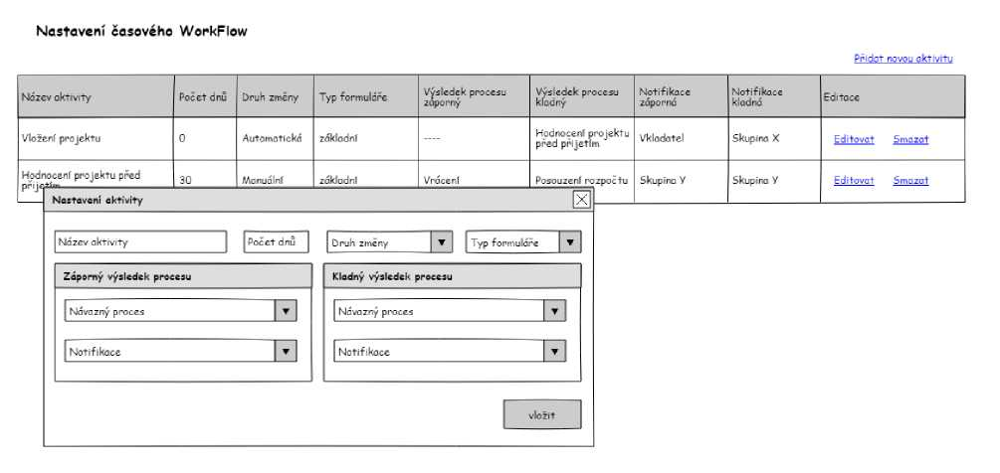 Nastavení časového WorkFlow
Přidat novou aktivitu
Název aktivity Počet dnů Druh změny Typ formuláře Výsledek procesu záporný Výsledek procesu kladný Notifikace záporná Notifikace kladná Editace
Vložení projektu 0 Automatická základní ---- Hodnocení projektu před přijetím Vkladatel Skupina X Editovat Smazat
Hodnocení projektu před přijetím 30 Manuální základní Vrácení Posouzení rozpočtu Skupina Y Skupina Y Editovat Smazat
Nastavaní aktivity
Název aktivity Počet dnů Druh změny Typ formuláře
Záporný výsledek procesu Kladný výsledek procesu
Návazný proces Návazný proces
Notifikace Notifikace
vložit